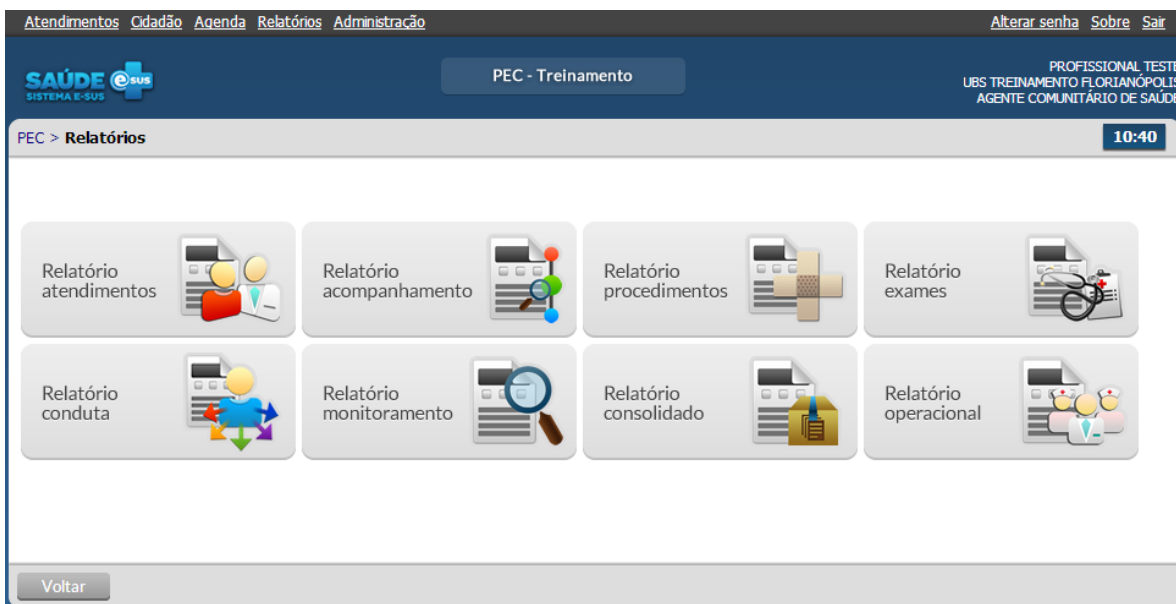 Atendimentos Cidadão Agenda Relatórios Administração
Alterar senha Sobre Sair
SAÚDE e-sus
SISTEMA E-SUS
PEC - Treinamento
PROFISSIONAL TESTE
UBS TREINAMENTO FLORIANÓPOLIS
AGENTE COMUNITÁRIO DE SAÚDE
PEC > Relatórios
10:40
Relatório
atendimentos
Relatório
acompanhamento
Relatório
procedimentos
Relatório
exames
Relatório
conduta
Relatório
monitoramento
Relatório
consolidado
Relatório
operacional
Voltar